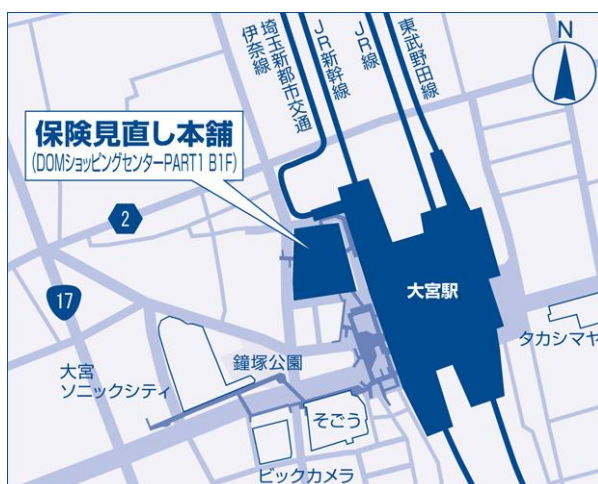 埼玉新都市交通
伊奈線
JR新幹線
JR線
東武野田線
N
保険見直し本舗
(DOMショッピングセンターPART1 B1F)
2
17
大宮駅
タカシマヤ
大宮
ソニックシティ
鐘塚公園
そごう
ビックカメラ